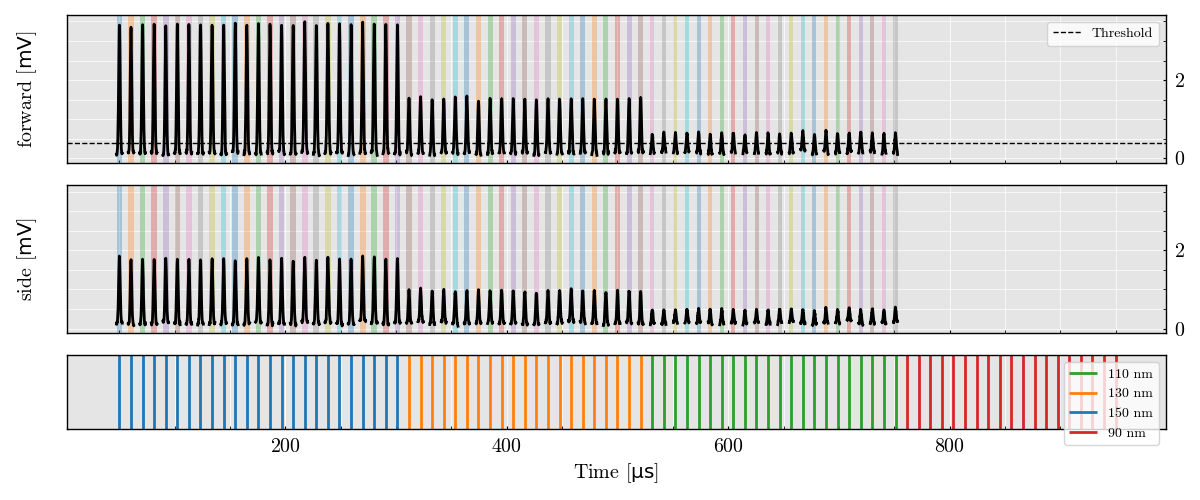 forward [mV]
Threshold
2
0
side [mV]
2
0
110 nm
130 nm
150 nm
90 nm
200 400 600 800
Time [µs]